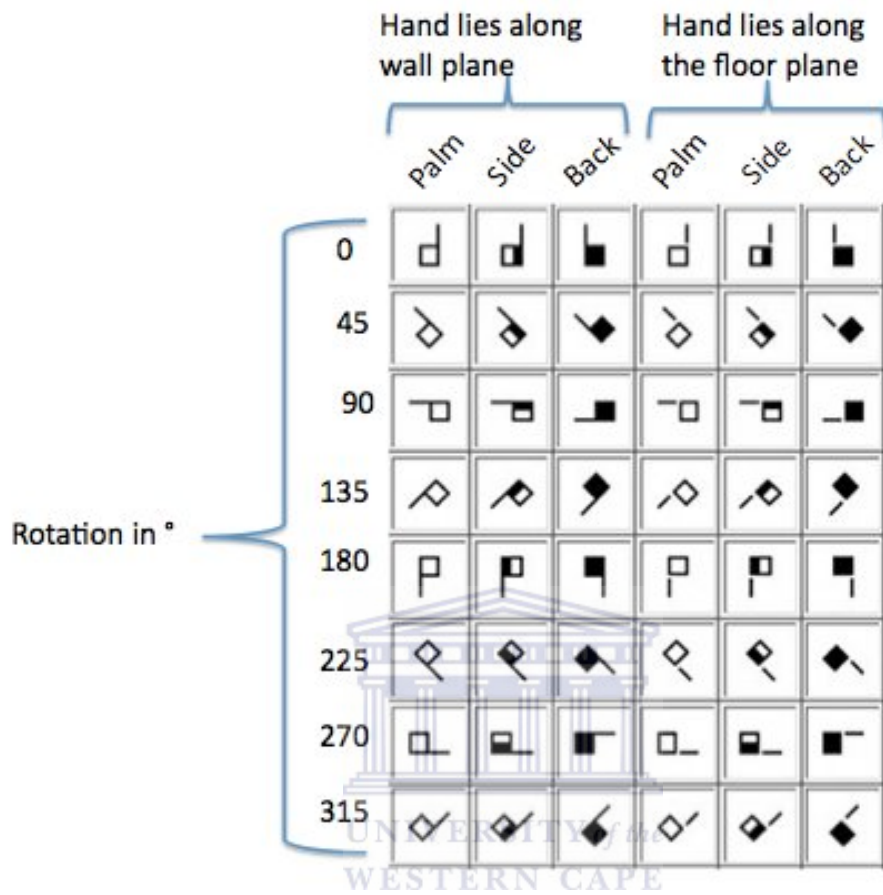 Hand lies along
wall plane
Hand lies along
the floor plane
Palm Side Back Palm Side Back
0
45
90
135
Rotation in °
180
225
270
315
UNIVERSITY of the
WESTERN CAPE